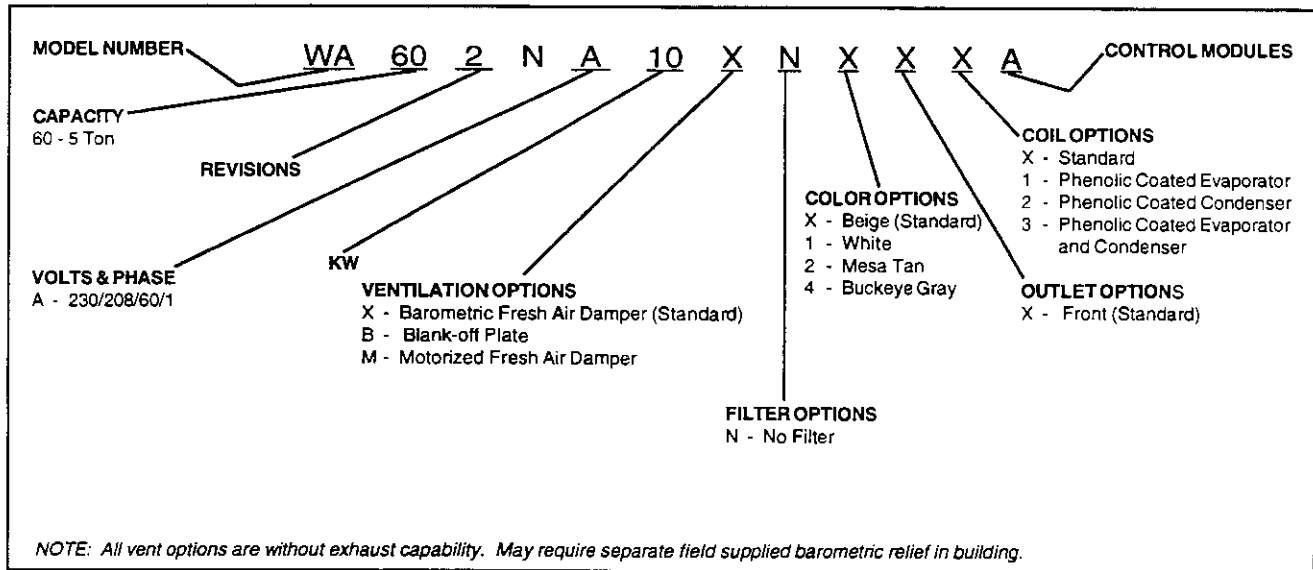 MODEL NUMBER
WA 60 2 N A 10 X N X X X A
CONTROL MODULES
CAPACITY
60 - 5 Ton
REVISIONS
VOLTS & PHASE
A - 230/208/60/1
KW
VENTILATION OPTIONS
X - Barometric Fresh Air Damper (Standard)
B - Blank-off Plate
M - Motorized Fresh Air Damper
FILTER OPTIONS
N - No Filter
COLOR OPTIONS
X - Beige (Standard)
1 - White
2 - Mesa Tan
4 - Buckeye Gray
COIL OPTIONS
X - Standard
1 - Phenolic Coated Evaporator
2 - Phenolic Coated Condenser
3 - Phenolic Coated Evaporator
and Condenser
OUTLET OPTIONS
X - Front (Standard)
NOTE: All vent options are without exhaust capability. May require separate field supplied barometric relief in building.